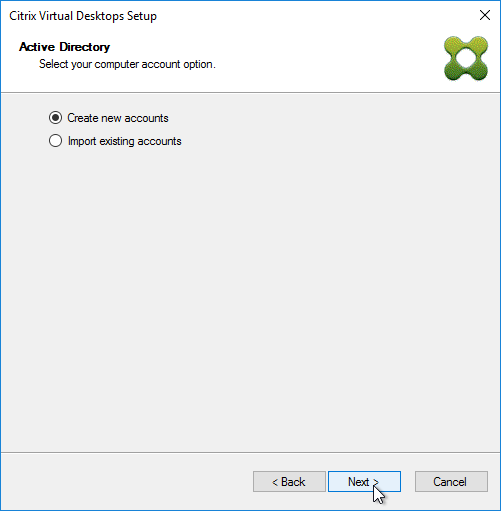 Citrix Virtual Desktops Setup
Active Directory
Select your computer account option.
Create new accounts
Import existing accounts
< Back
Next >
Cancel